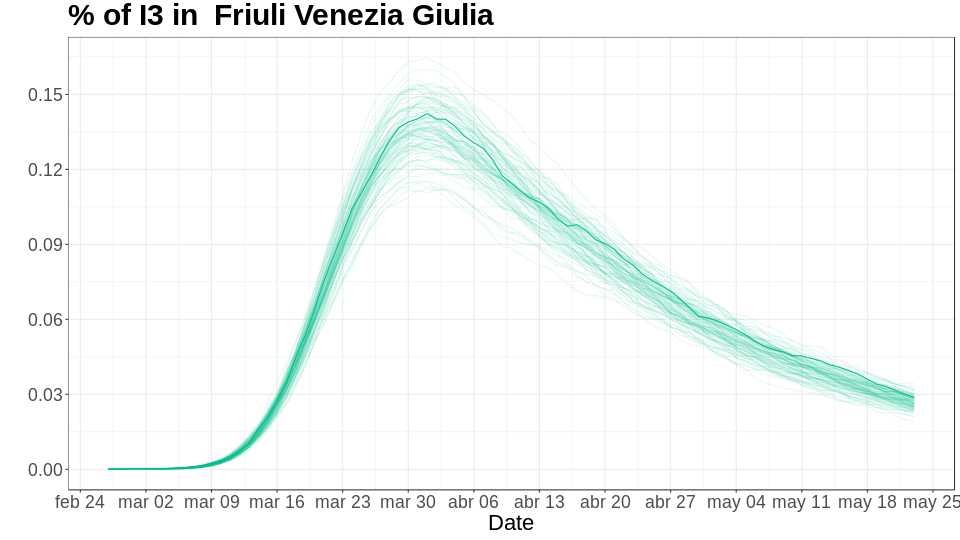 % of I3 in  Friuli Venezia Giulia
0.15
0.12
0.09
0.06
0.03
0.00
feb 24 mar 02 mar 09 mar 16 mar 23 mar 30 abr 06 abr 13 abr 20 abr 27 may 04 may 11 may 18 may 25
Date